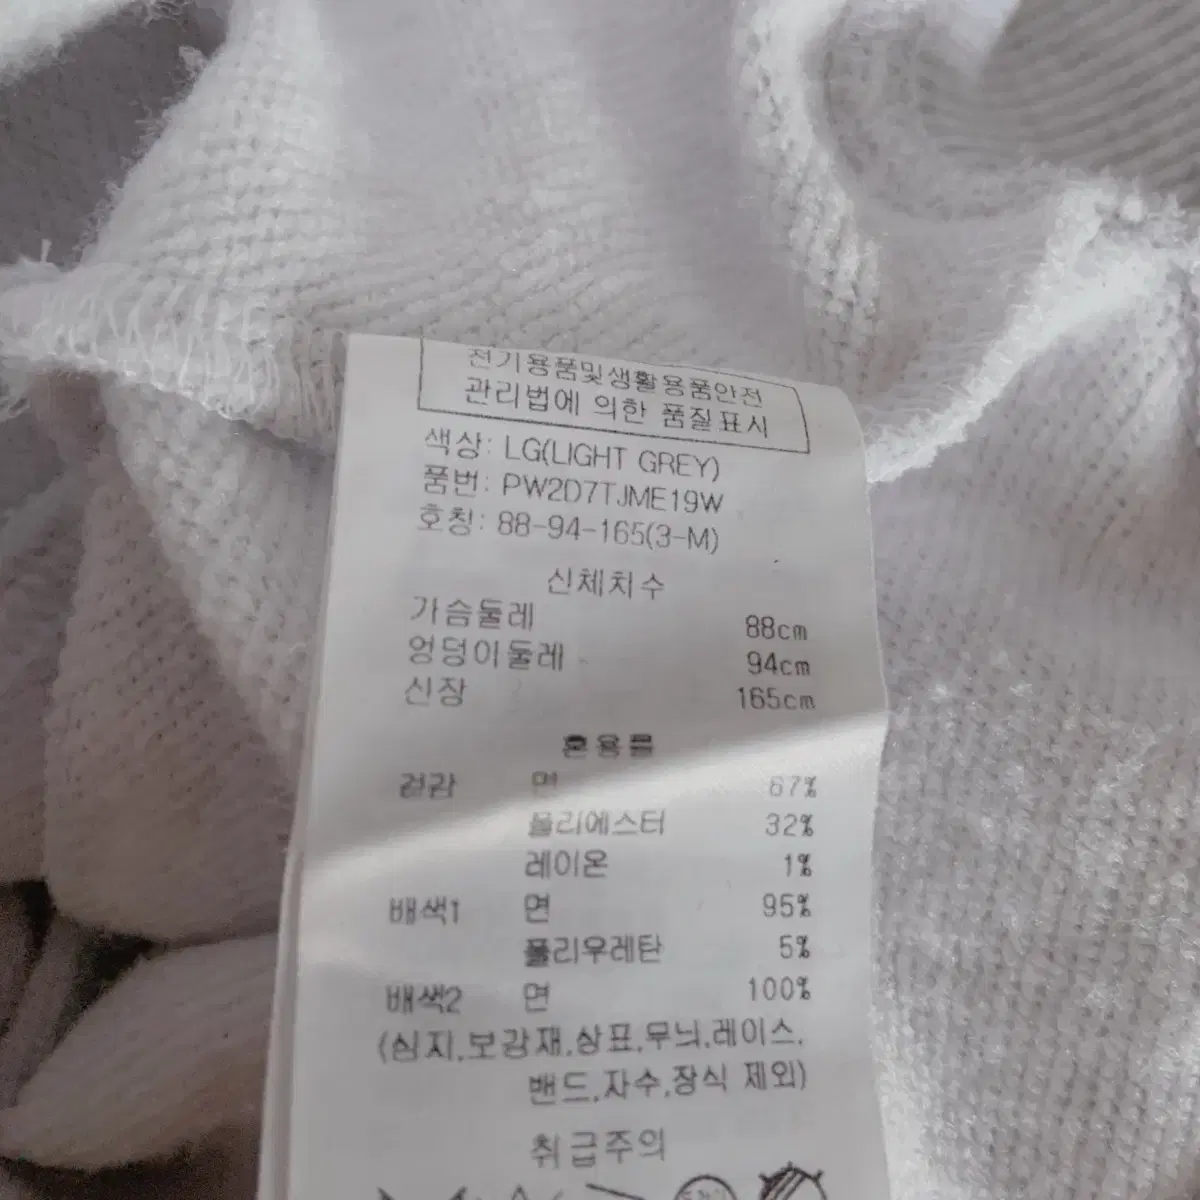 전기용품및생활용품안전
관리법에 의한 품질표시
색상: LG(LIGHT GREY)
품번: PW2D7TJME19W
호칭: 88-94-165(3-M)
신체치수
가슴둘레 88cm
엉덩이둘레 94cm
신장 165cm
혼용률
겉감 면 67%
폴리에스터 32%
레이온 1%
배색1 면 95%
폴리우레탄 5%
배색2 면 100%
(심지,보강재,상표,무늬,레이스,
밴드,자수,장식 제외)
취급주의